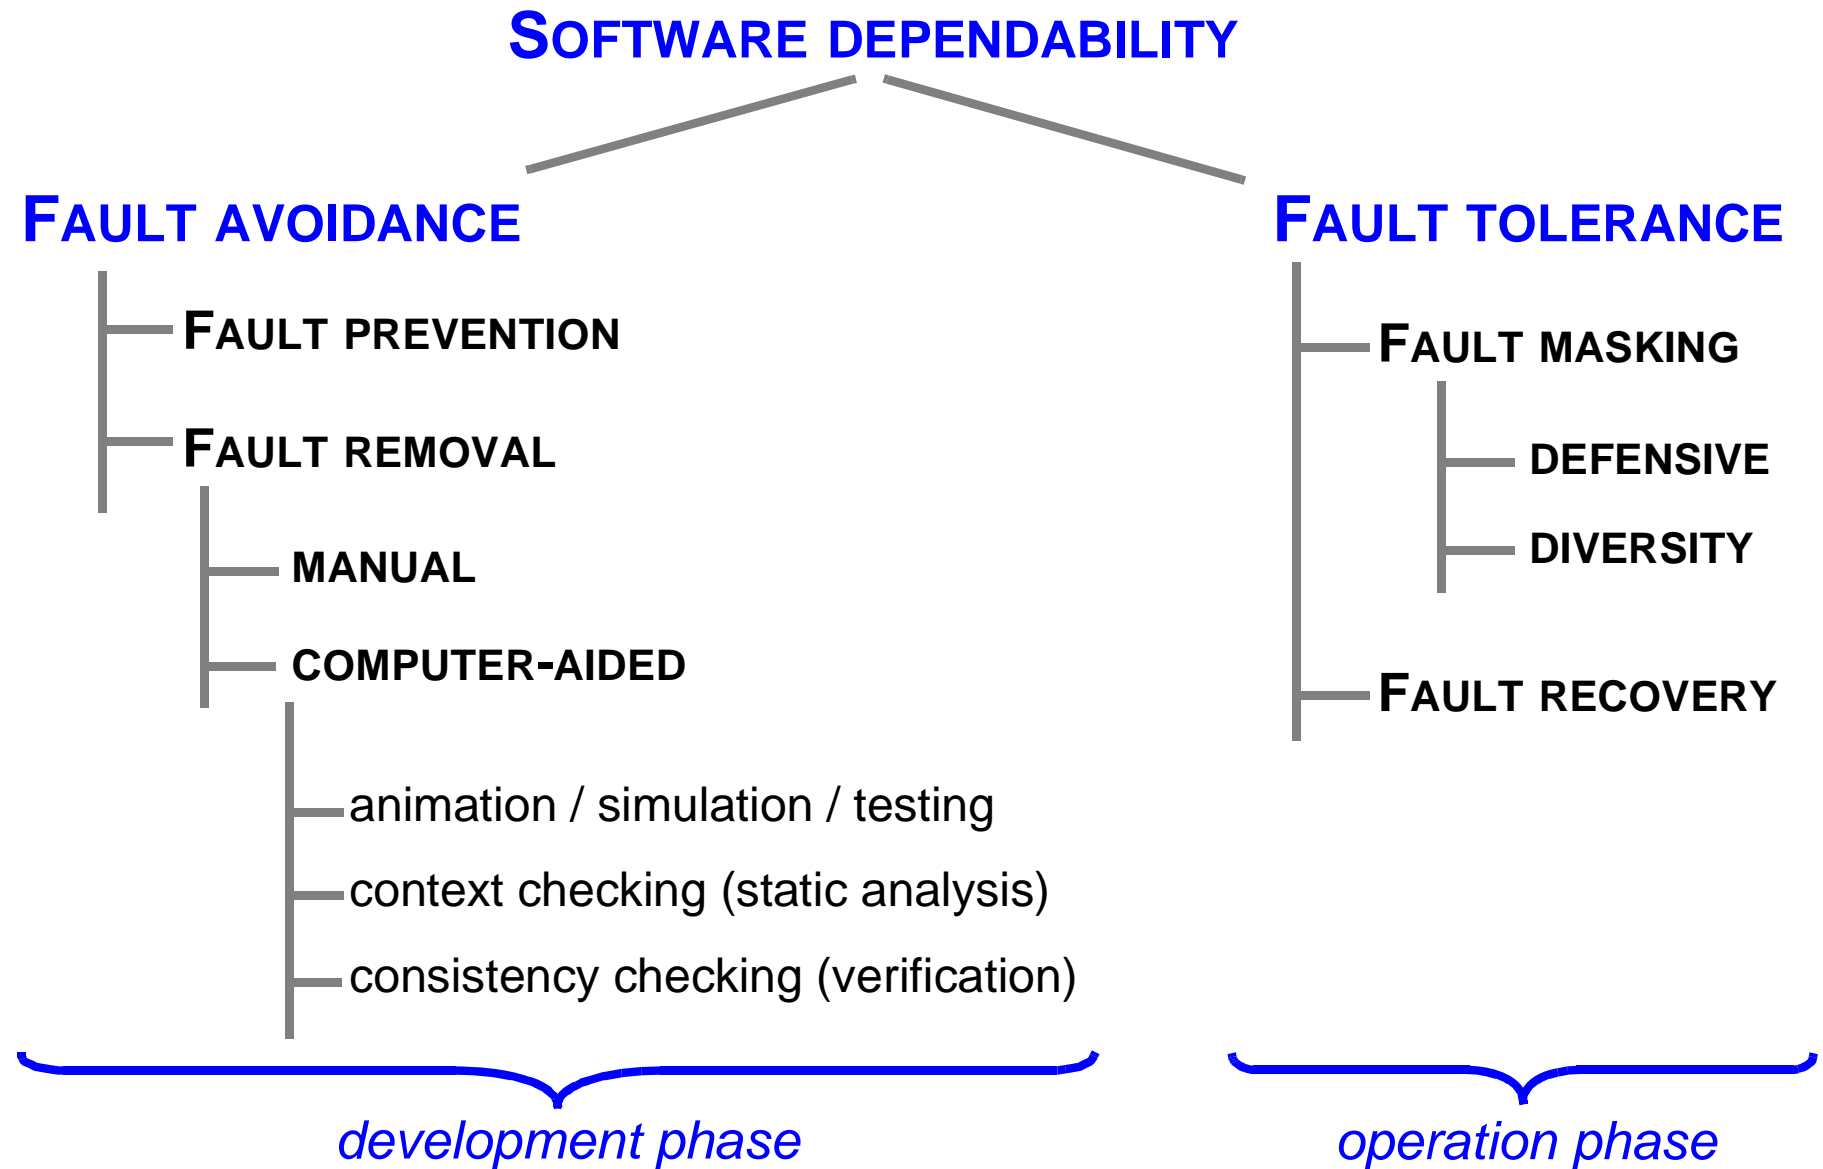 SOFTWARE DEPENDABILITY
FAULT AVOIDANCE
FAULT PREVENTION
FAULT REMOVAL
MANUAL
COMPUTER-AIDED
animation / simulation / testing
context checking (static analysis)
consistency checking (verification)
development phase
FAULT TOLERANCE
FAULT MASKING
DEFENSIVE
DIVERSITY
FAULT RECOVERY
operation phase